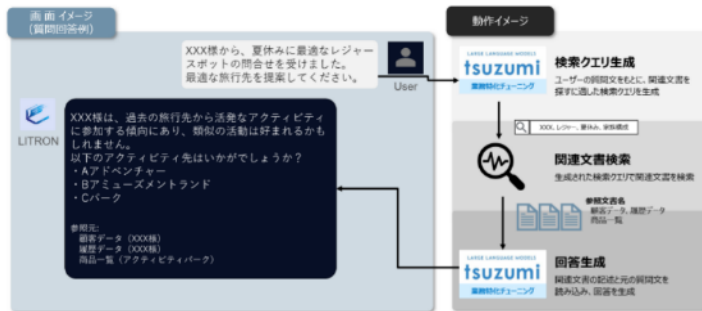 画面イメージ
(質問回答例)
XXX様から、夏休みに最適なレジャー
スポットの問合せを受けました。
最適な旅行先を提案してください。
User
LITRON
XXX様は、過去の旅行先から活発なアクティビティ
に参加する傾向にあり、類似の活動は好まれるかも
しれません。
以下のアクティビティ先はいかがでしょうか?
・Aアドベンチャー
・Bアミューズメントランド
・Cパーク
参照元:
顧客データ(XXX様)
履歴データ(XXX様)
商品一覧(アクティビティパーク)
動作イメージ
LARGE LANGUAGE MODELS
tsuzumi
業務特化チューニング
検索クエリ生成
ユーザーの質問文をもとに、関連文書を
探すに適した検索クエリを生成
XXX、レジャー、夏休み、家族構成
関連文書検索
生成された検索クエリで関連文書を検索
参照文書名
顧客データ、履歴データ
商品一覧
LARGE LANGUAGE MODELS
tsuzumi
業務特化チューニング
回答生成
関連文書の記述と元の質問文を
読み込み、回答を生成